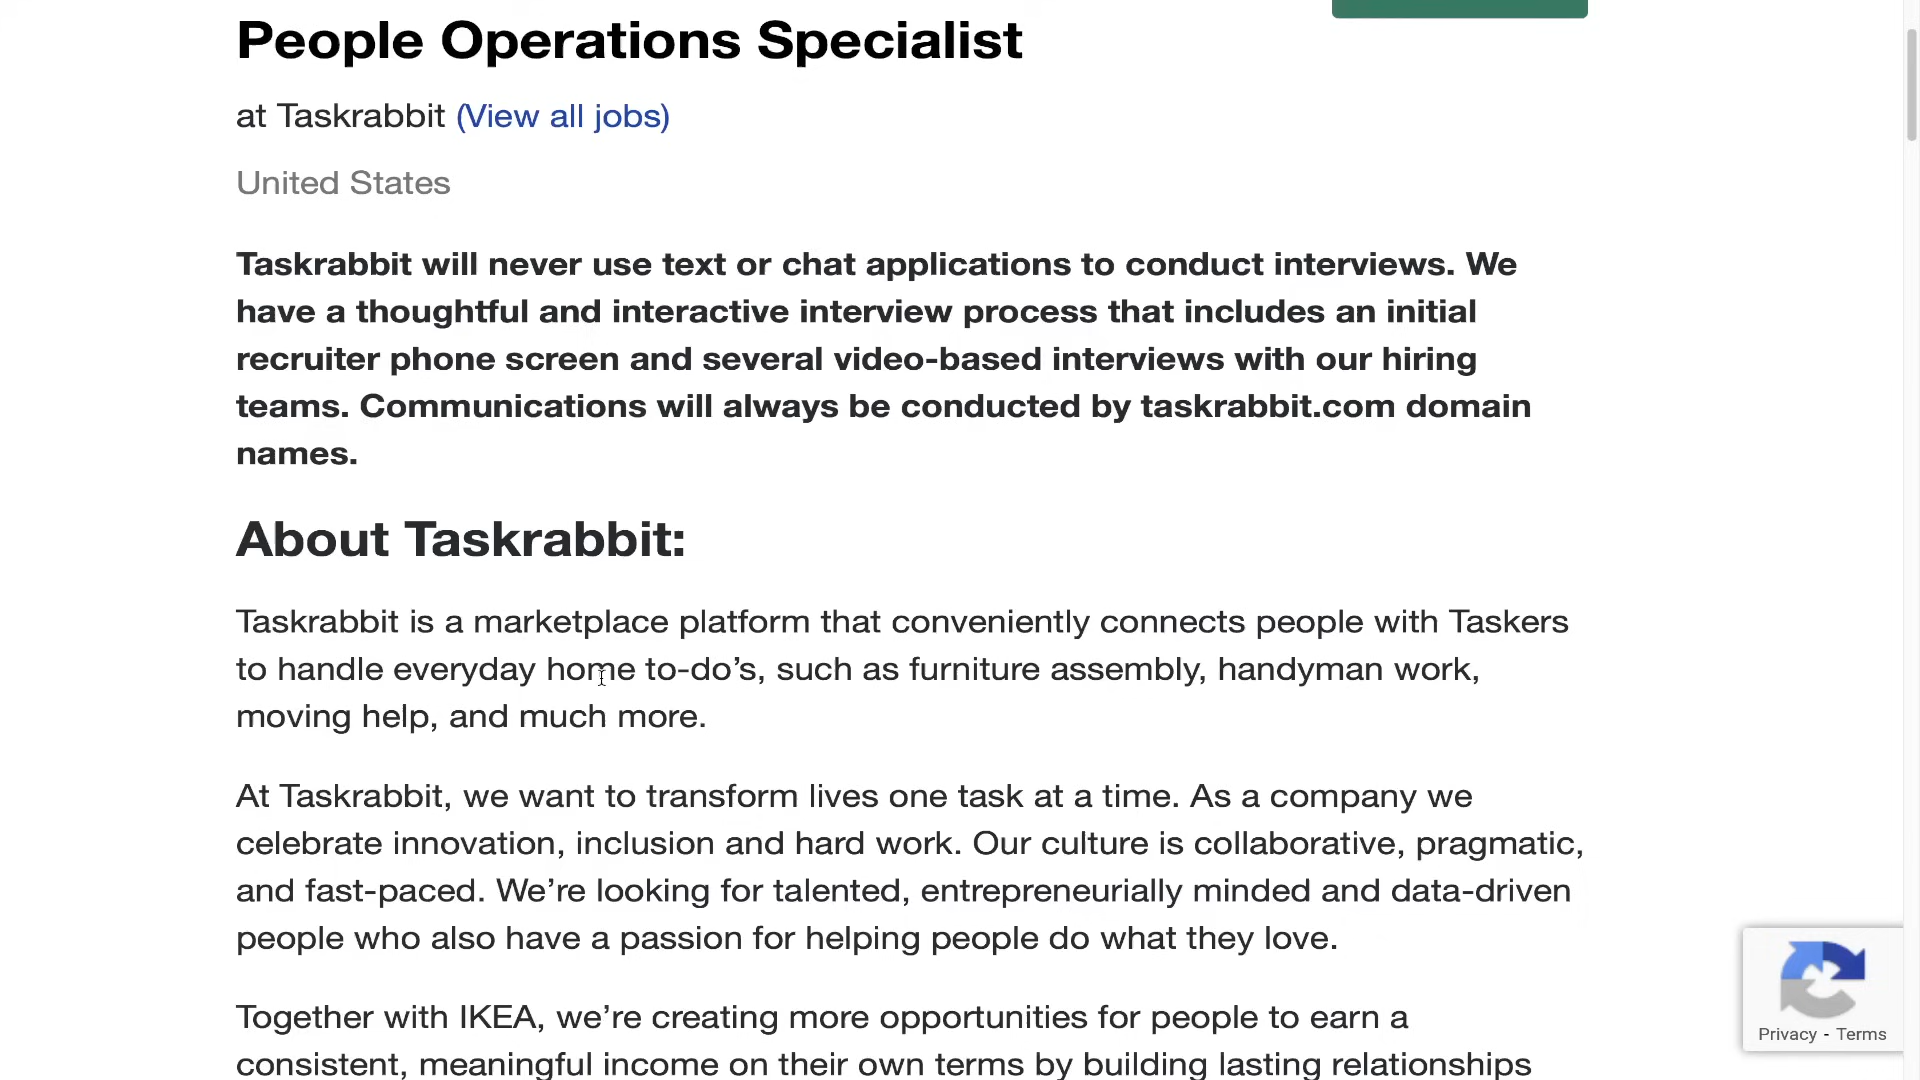 People Operations Specialist
at Taskrabbit (View all jobs)
United States
Taskrabbit will never use text or chat applications to conduct interviews. We
have a thoughtful and interactive interview process that includes an initial
recruiter phone screen and several video-based interviews with our hiring
teams. Communications will always be conducted by taskrabbit.com domain
names.
About Taskrabbit:
Taskrabbit is a marketplace platform that conveniently connects people with Taskers
to handle everyday home to-do’s, such as furniture assembly, handyman work,
moving help, and much more.
At Taskrabbit, we want to transform lives one task at a time. As a company we
celebrate innovation, inclusion and hard work. Our culture is collaborative, pragmatic,
and fast-paced. We’re looking for talented, entrepreneurially minded and data-driven
people who also have a passion for helping people do what they love.
Together with IKEA, we’re creating more opportunities for people to earn a
consistent, meaningful income on their own terms by building lasting relationships
Privacy - Terms